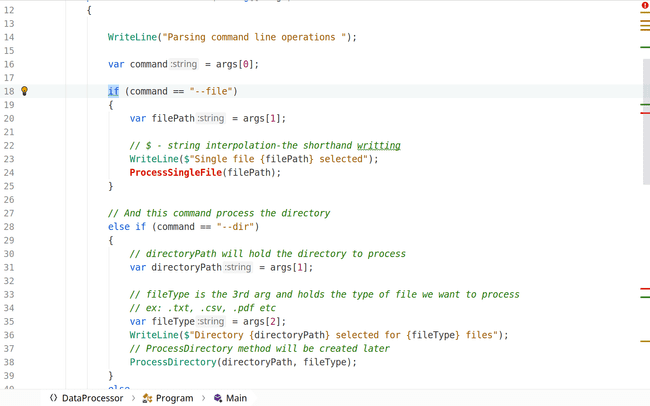 12 {
13
14 WriteLine("Parsing command line operations ");
15
16 var command :string = args[0];
17
18 if (command == "--file")
19 {
20 var filePath :string = args[1];
21
22 // $ - string interpolation-the shorthand writting
23 WriteLine($"Single file {filePath} selected");
24 ProcessSingleFile(filePath);
25 }
26
27 // And this command process the directory
28 else if (command == "--dir")
29 {
30 // directoryPath will hold the directory to process
31 var directoryPath :string = args[1];
32
33 // fileType is the 3rd arg and holds the type of file we want to process
34 // ex: .txt, .csv, .pdf etc
35 var fileType :string = args[2];
36 WriteLine($"Directory {directoryPath} selected for {fileType} files");
37 // ProcessDirectory method will be created later
38 ProcessDirectory(directoryPath, fileType);
39 }
40 else
{} DataProcessor > Program > Main